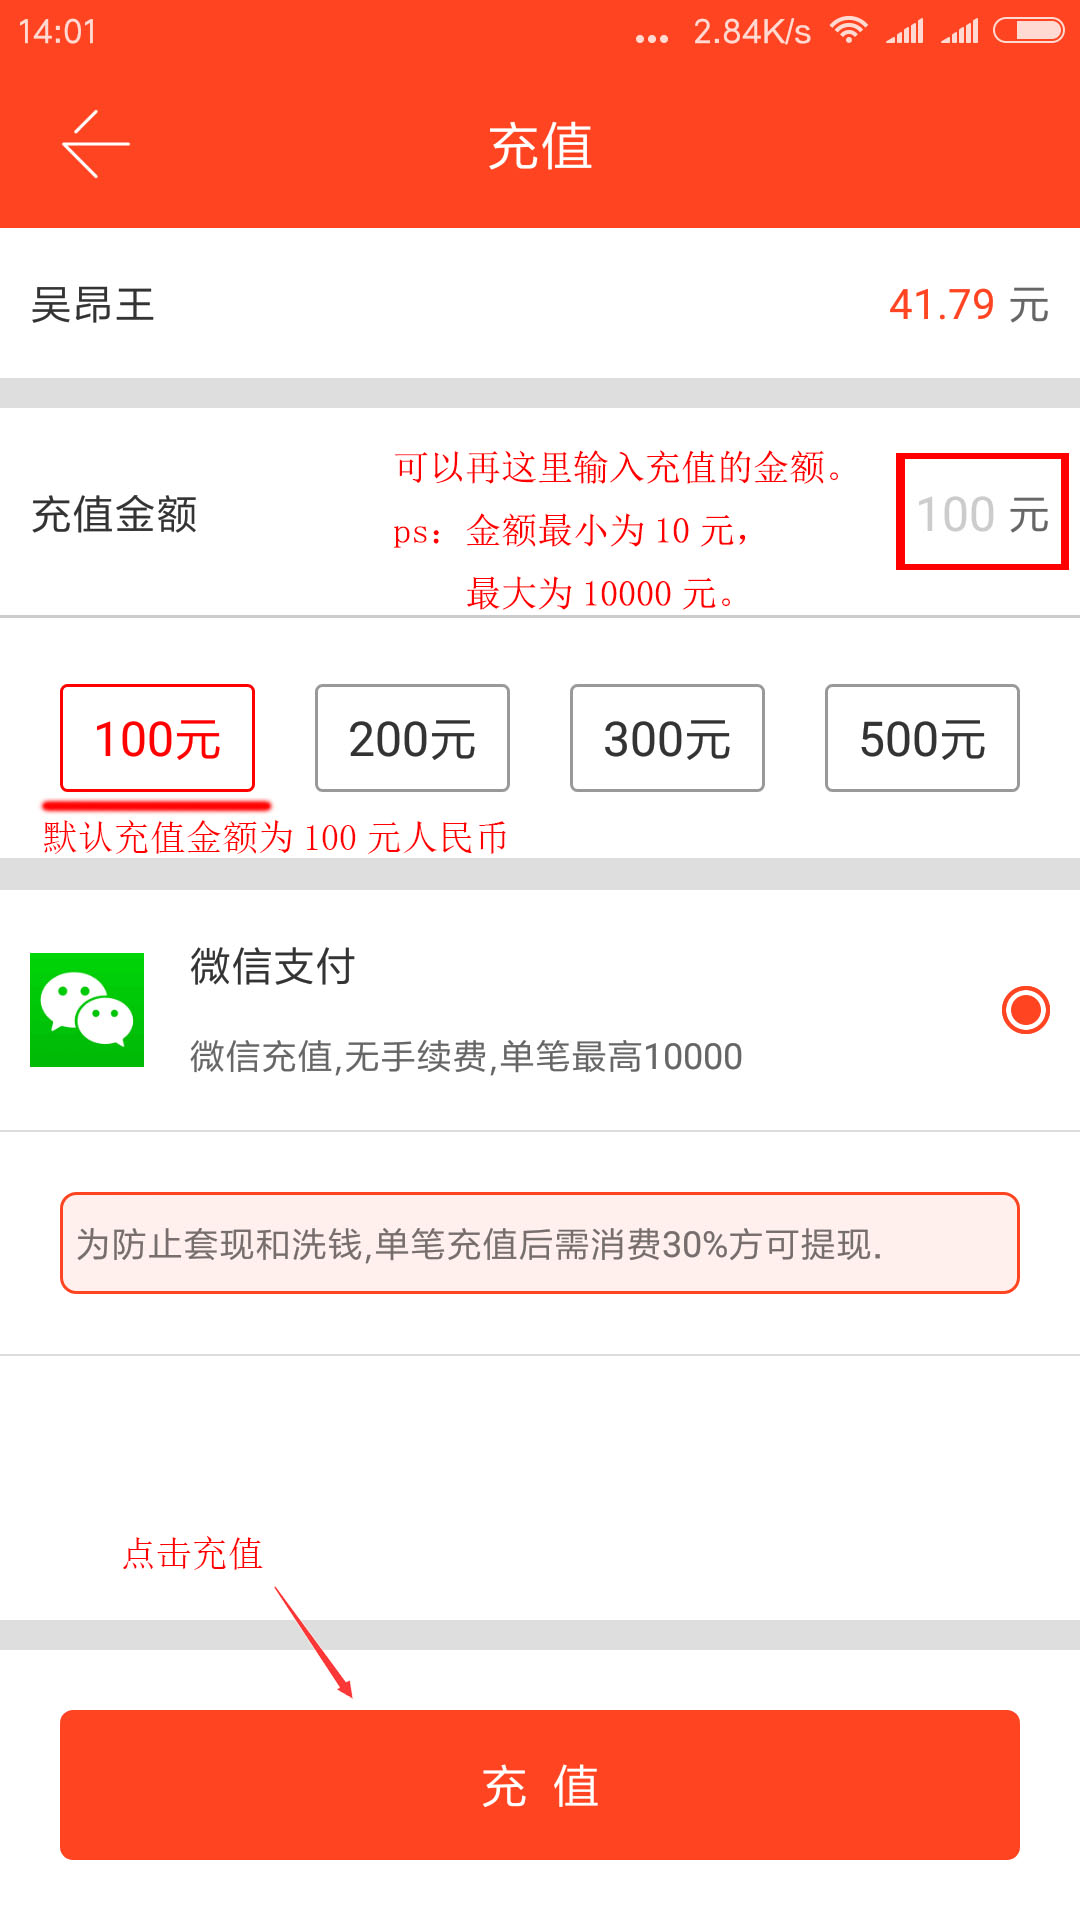 14:01
... 2.84K/s
充值
吴昂王
41.79 元
可以再这里输入充值的金额。
充值金额
100 元
ps：金额最小为 10 元，
最大为 10000 元。
100元
200元
300元
500元
默认充值金额为 100 元人民币
微信支付
微信充值,无手续费,单笔最高10000
为防止套现和洗钱,单笔充值后需消费30%方可提现.
点击充值
充 值